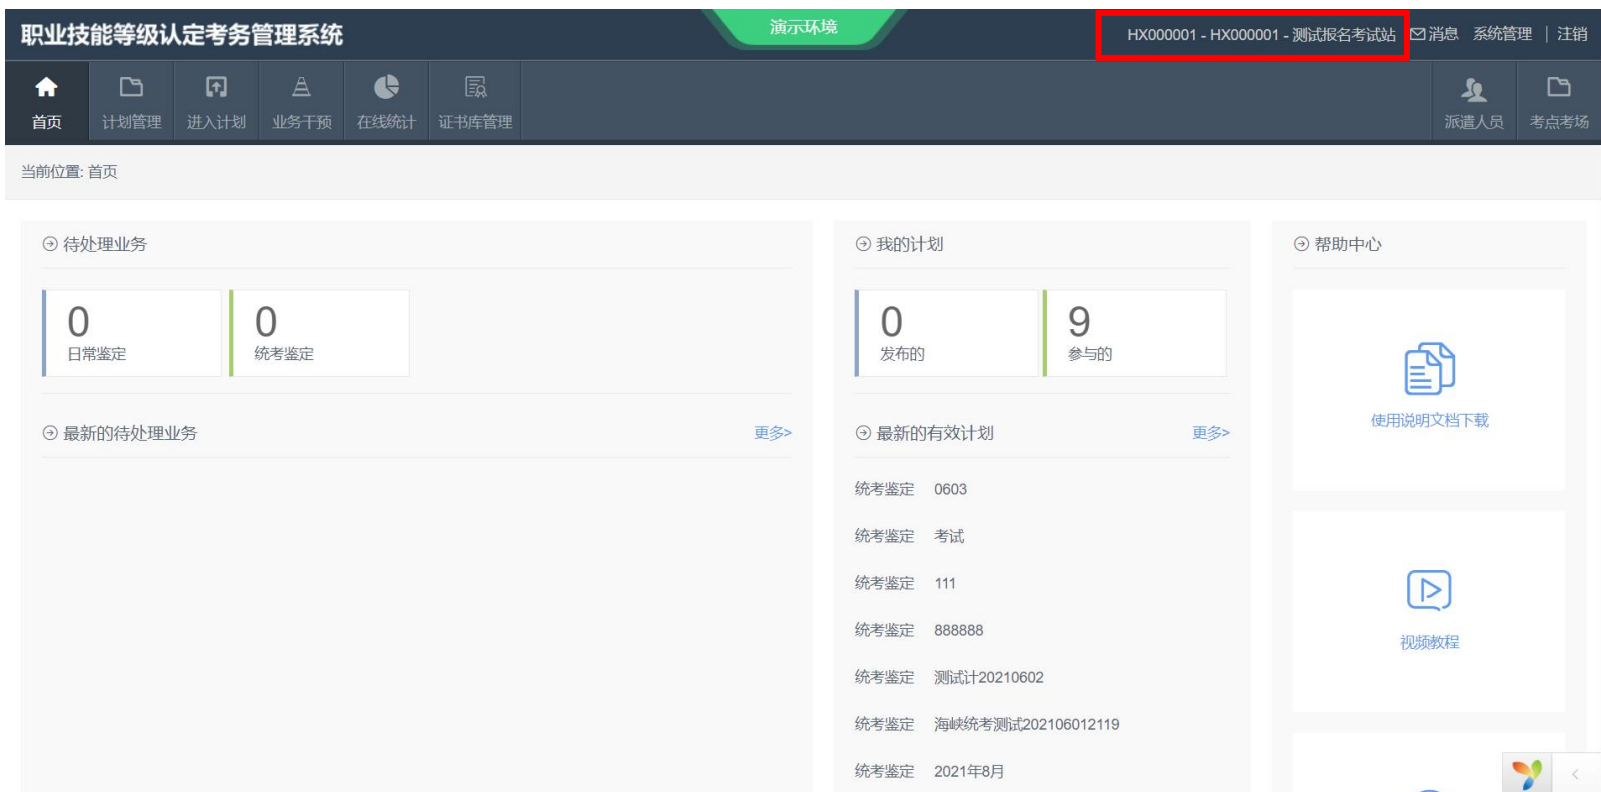 职业技能等级认定考务管理系统
演示环境
HX000001 - HX000001 - 测试报名考试站 消息 系统管理 | 注销
首页 计划管理 进入计划 业务干预 在线统计 证书库管理 派遣人员 考点考场
当前位置: 首页
待处理业务
0
日常鉴定
0
统考鉴定
最新的待处理业务 更多>
我的计划
0
发布的
9
参与的
最新的有效计划 更多>
统考鉴定 0603
统考鉴定 考试
统考鉴定 111
统考鉴定 888888
统考鉴定 测试计20210602
统考鉴定 海峡统考测试202106012119
统考鉴定 2021年8月
帮助中心
使用说明文档下载
视频教程